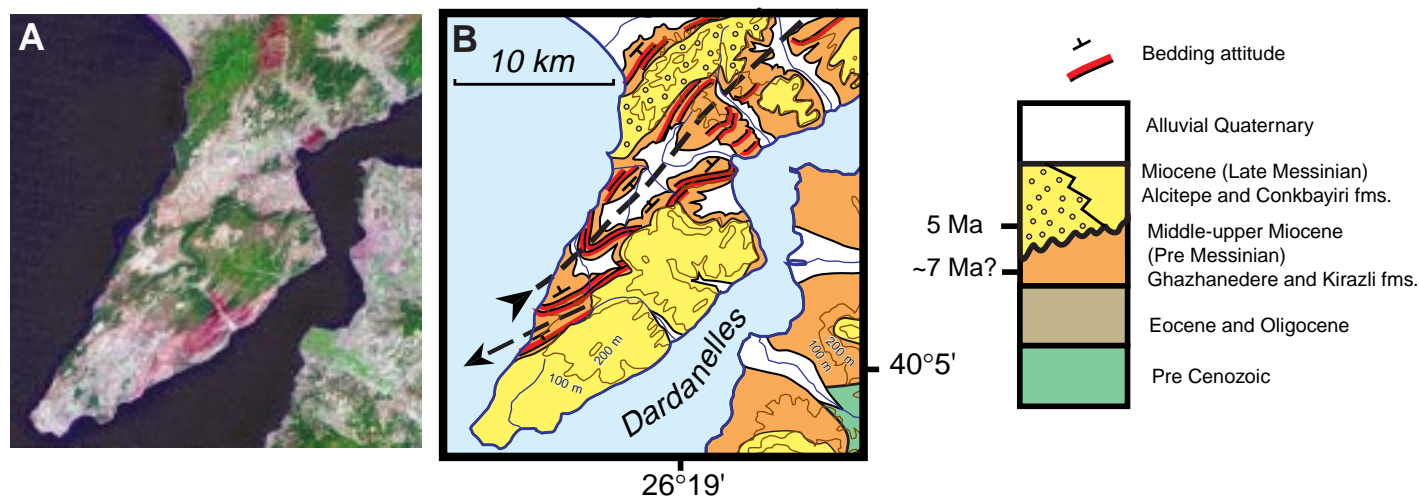 A
B
10 km
200 m
100 m
Dardanelles
200 m
100 m
40°5'
26°19'
Bedding attitude
Alluvial Quaternary
Miocene (Late Messinian)
Alcitepe and Conkbayiri fms.
5 Ma
Middle-upper Miocene
(Pre Messinian)
~7 Ma?
Ghazhanedere and Kirazli fms.
Eocene and Oligocene
Pre Cenozoic